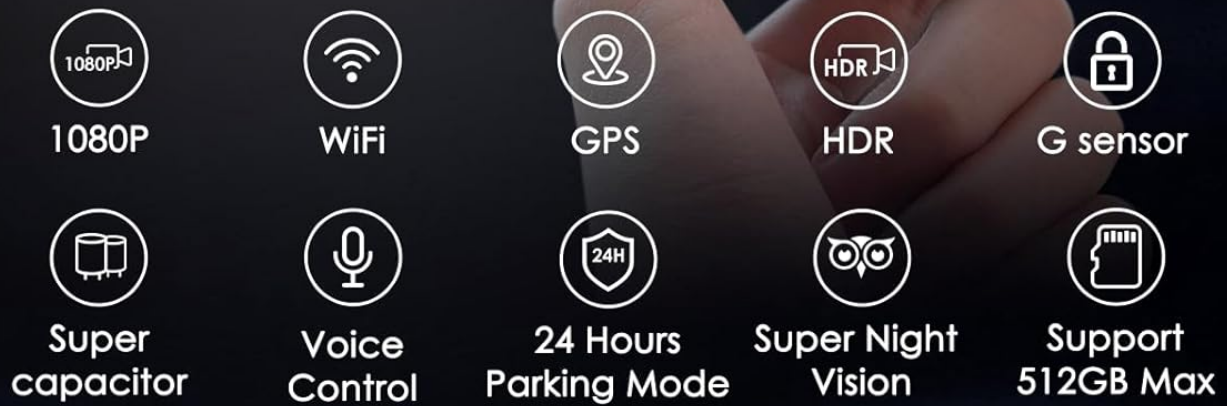 1080P
HDR
1080P
WiFi
GPS
HDR
G sensor
24H
Super
capacitor
Voice
Control
24 Hours
Parking Mode
Super Night
Vision
Support
512GB Max